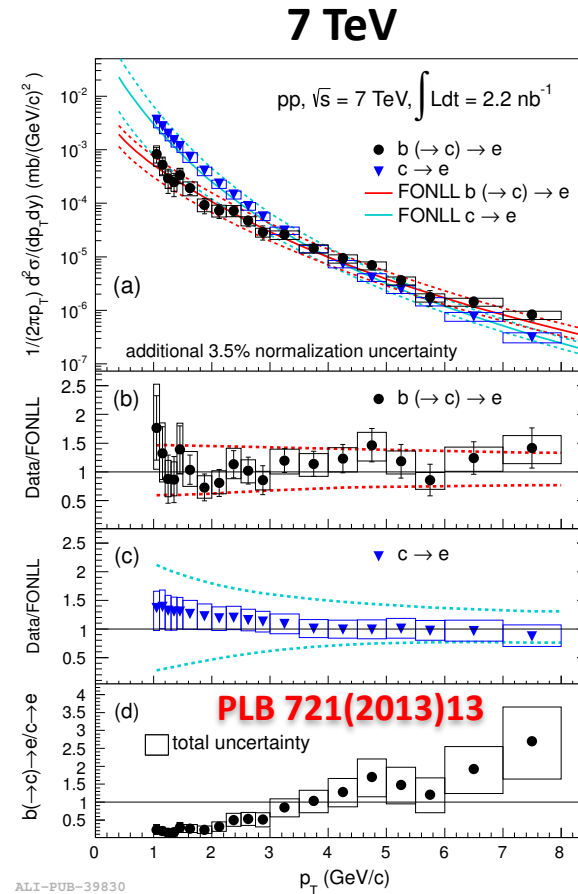 7 TeV
pp, √s = 7 TeV, ∫ Ldt = 2.2 nb⁻¹
b (→ c) → e
c → e
FONLL b (→ c) → e
FONLL c → e
1/(2πp_T) d²σ/(dp_Tdy) (mb/(GeV/c)²)
10⁻²
10⁻³
10⁻⁴
10⁻⁵
10⁻⁶
10⁻⁷
(a)
additional 3.5% normalization uncertainty
Data/FONLL
2.5
2
1.5
1
0.5
(b)
b (→ c) → e
Data/FONLL
2.5
2
1.5
1
0.5
(c)
c → e
b(→c)→e/c→e
4
3.5
3
2.5
2
1.5
1
0.5
(d)
PLB 721(2013)13
total uncertainty
0 1 2 3 4 5 6 7 8
p_T (GeV/c)
ALI-PUB-39830